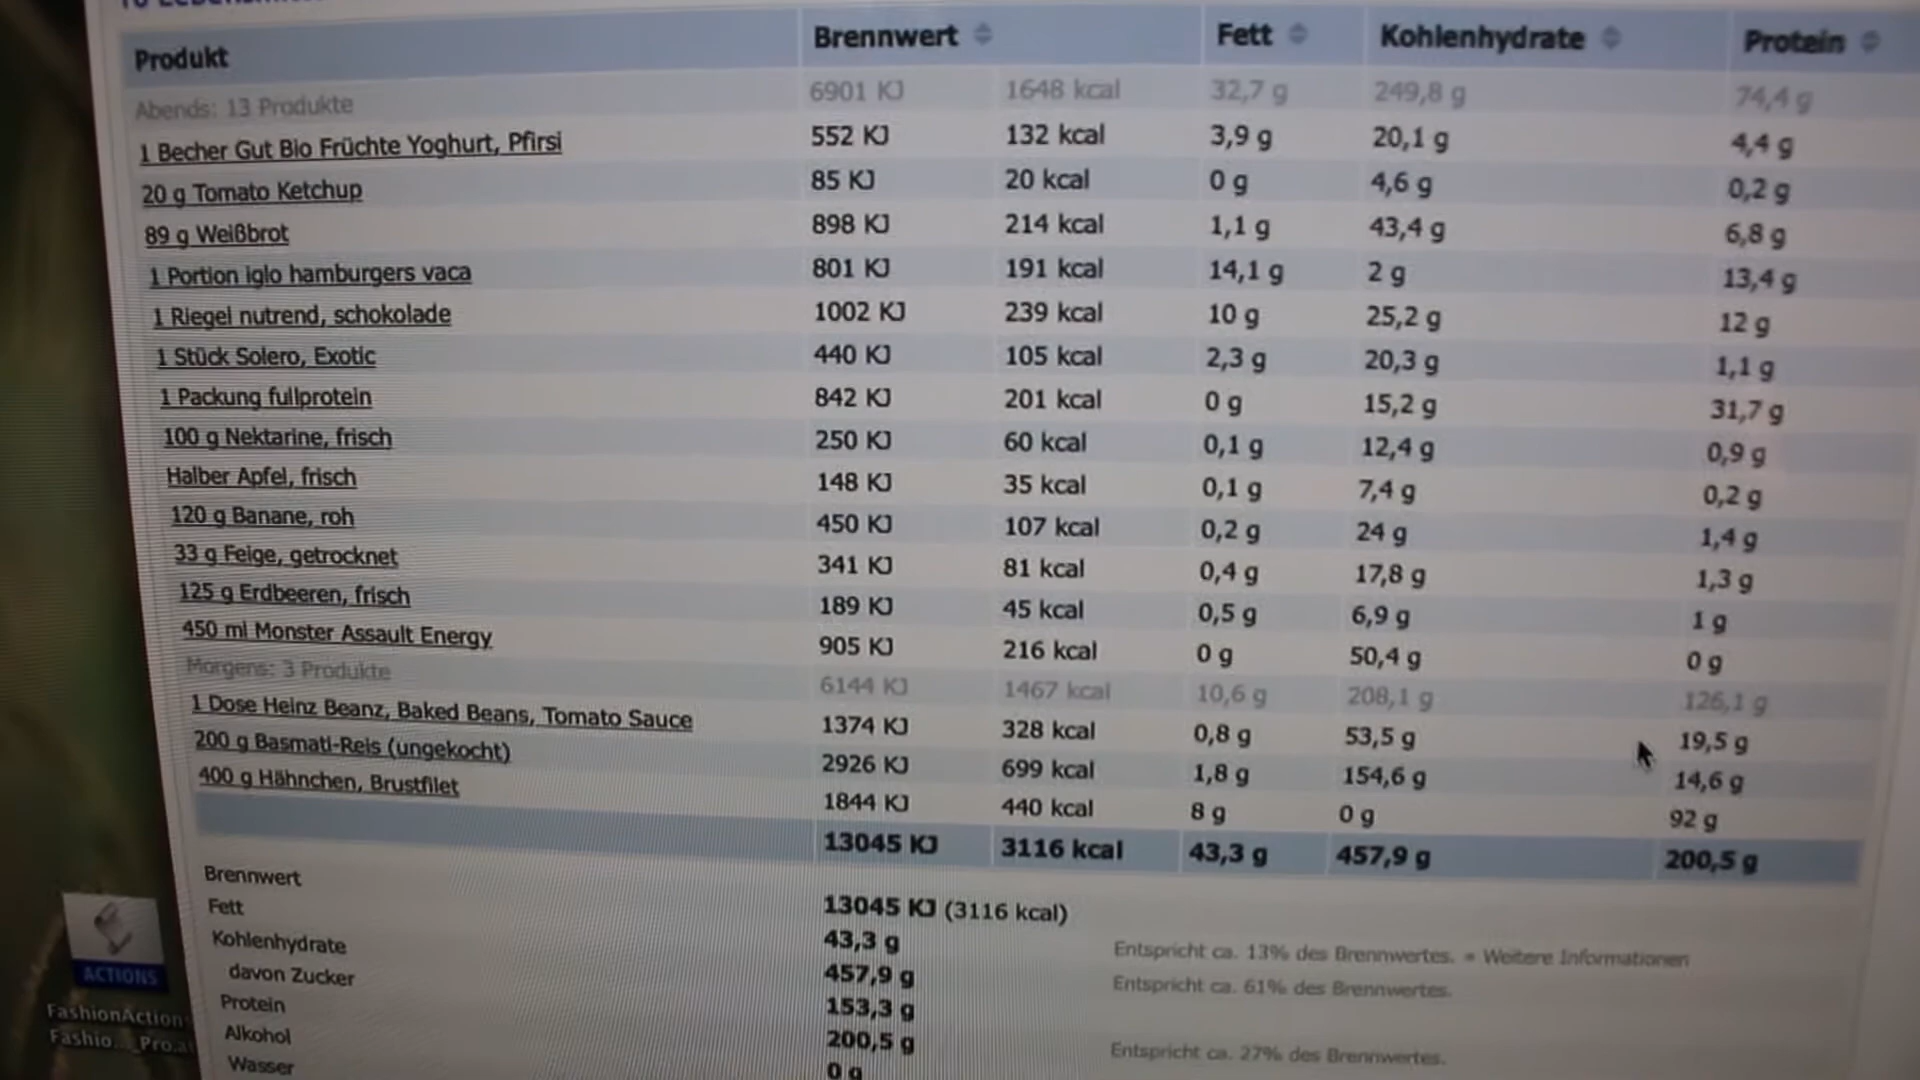 Produkt Brennwert Fett Kohlenhydrate Protein
Abends: 13 Produkte 6901 KJ 1648 kcal 32,7 g 249,8 g 74,4 g
1 Becher Gut Bio Früchte Yoghurt, Pfirsi 552 KJ 132 kcal 3,9 g 20,1 g 4,4 g
20 g Tomato Ketchup 85 KJ 20 kcal 0 g 4,6 g 0,2 g
89 g Weißbrot 898 KJ 214 kcal 1,1 g 43,4 g 6,8 g
1 Portion iglo hamburgers vaca 801 KJ 191 kcal 14,1 g 2 g 13,4 g
1 Riegel nutrend, schokolade 1002 KJ 239 kcal 10 g 25,2 g 12 g
1 Stück Solero, Exotic 440 KJ 105 kcal 2,3 g 20,3 g 1,1 g
1 Packung fullprotein 842 KJ 201 kcal 0 g 15,2 g 31,7 g
100 g Nektarine, frisch 250 KJ 60 kcal 0,1 g 12,4 g 0,9 g
Halber Apfel, frisch 148 KJ 35 kcal 0,1 g 7,4 g 0,2 g
120 g Banane, roh 450 KJ 107 kcal 0,2 g 24 g 1,4 g
33 g Feige, getrocknet 341 KJ 81 kcal 0,4 g 17,8 g 1,3 g
125 g Erdbeeren, frisch 189 KJ 45 kcal 0,5 g 6,9 g 1 g
450 ml Monster Assault Energy 905 KJ 216 kcal 0 g 50,4 g 0 g
Morgens: 3 Produkte 6144 KJ 1467 kcal 10,6 g 208,1 g 126,1 g
1 Dose Heinz Beanz, Baked Beans, Tomato Sauce 1374 KJ 328 kcal 0,8 g 53,5 g 19,5 g
200 g Basmati-Reis (ungekocht) 2926 KJ 699 kcal 1,8 g 154,6 g 14,6 g
400 g Hähnchen, Brustfilet 1844 KJ 440 kcal 8 g 0 g 92 g
13045 KJ 3116 kcal 43,3 g 457,9 g 200,5 g
Brennwert 13045 KJ (3116 kcal)
Fett 43,3 g Entspricht ca. 13% des Brennwertes. » Weitere Informationen
Kohlenhydrate 457,9 g Entspricht ca. 61% des Brennwertes.
davon Zucker 153,3 g
Protein 200,5 g Entspricht ca. 27% des Brennwertes.
Alkohol 0 g
Wasser
ACTIONS
FashionAction
Fashio..._Pro.a